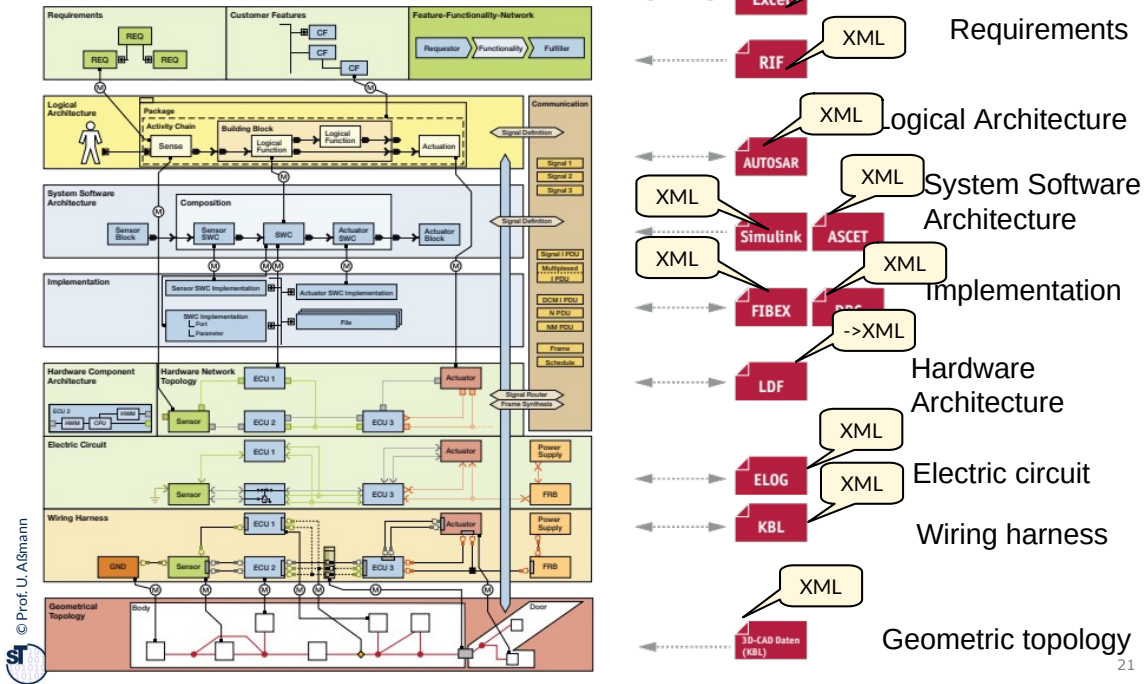 Requirements
REQ
REQ
REQ
Customer Features
CF
CF
CF
Feature-Functionality-Network
Requestor
Functionality
Fulfiller
M
M
Logical
Architecture
Package
Activity Chain
Sense
Building Block
Logical
Function
Logical
Function
Actuation
Communication
Signal Definition
Signal 1
Signal 2
Signal 3
M
M
System Software
Architecture
Composition
Sensor
Block
Sensor
SWC
SWC
Actuator
SWC
Actuator
Block
Signal Definition
M
M
M
M
M
Signal I PDU
Multiplexed
I PDU
DCM I PDU
N PDU
NM PDU
Frame
Schedule
Implementation
Sensor SWC Implementation
Actuator SWC Implementation
SWC Implementation
Port
Parameter
File
Hardware Component
Architecture
ECU 2
HWM
HWM
CPU
Hardware Network
Topology
ECU 1
Actuator
Sensor
ECU 2
ECU 3
Signal Router
Frame Synthesis
Electric Circuit
ECU 1
Actuator
Power
Supply
Sensor
ECU 3
FRB
Wiring Harness
ECU 1
Actuator
Power
Supply
GND
Sensor
ECU 2
ECU 3
FRB
M
M
M
M
M
M
M
Geometrical
Topology
Body
Door
© Prof. U. Aßmann
ST
Requirements
XML
RIF
XML
Logical Architecture
AUTOSAR
XML
XML
System Software
Architecture
Simulink
ASCET
XML
XML
Implementation
FIBEX
->XML
LDF
Hardware
Architecture
XML
ELOG
Electric circuit
XML
KBL
Wiring harness
XML
3D-CAD Daten
(KBL)
Geometric topology
21